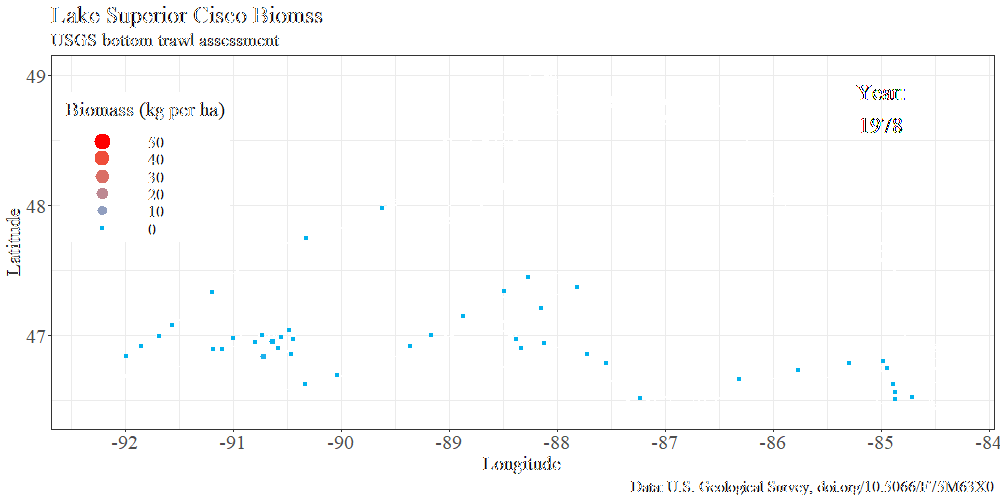 Lake Superior Cisco Biomss
USGS bottom trawl assessment
49
48
47
Latitude
Biomass (kg per ha)
50
40
30
20
10
0
Year:
1978
-92 -91 -90 -89 -88 -87 -86 -85 -84
Longitude
Data: U.S. Geological Survey, doi.org/10.5066/F75M63X0